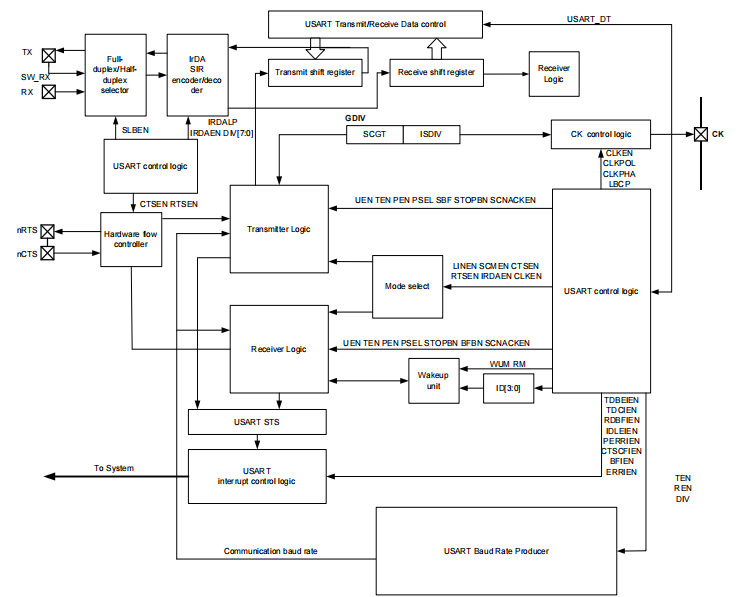 USART Transmit/Receive Data control
USART_DT
TX
SW_RX
RX
Full-
duplex/Half-
duplex
selector
IrDA
SIR
encoder/deco
der
Transmit shift register
Receive shift register
Receiver
Logic
SLBEN
IRDALP
IRDAEN DIV[7:0]
GDIV
SCGT
ISDIV
CK control logic
CK
CLKEN
CLKPOL
CLKPHA
LBCP
USART control logic
CTSEN RTSEN
UEN TEN PEN PSEL SBF STOPBN SCNACKEN
nRTS
nCTS
Hardware flow
controller
Transmitter Logic
LINEN SCMEN CTSEN
RTSEN IRDAEN CLKEN
Mode select
USART control logic
Receiver Logic
UEN TEN PEN PSEL STOPBN BFBN SCNACKEN
WUM RM
Wakeup
unit
ID[3:0]
USART STS
TDBEIEN
TDCIEN
RDBFIEN
IDLEIEN
PERRIEN
CTSCFIEN
BFIEN
ERRIEN
To System
USART
interrupt control logic
TEN
REN
DIV
Communication baud rate
USART Baud Rate Producer